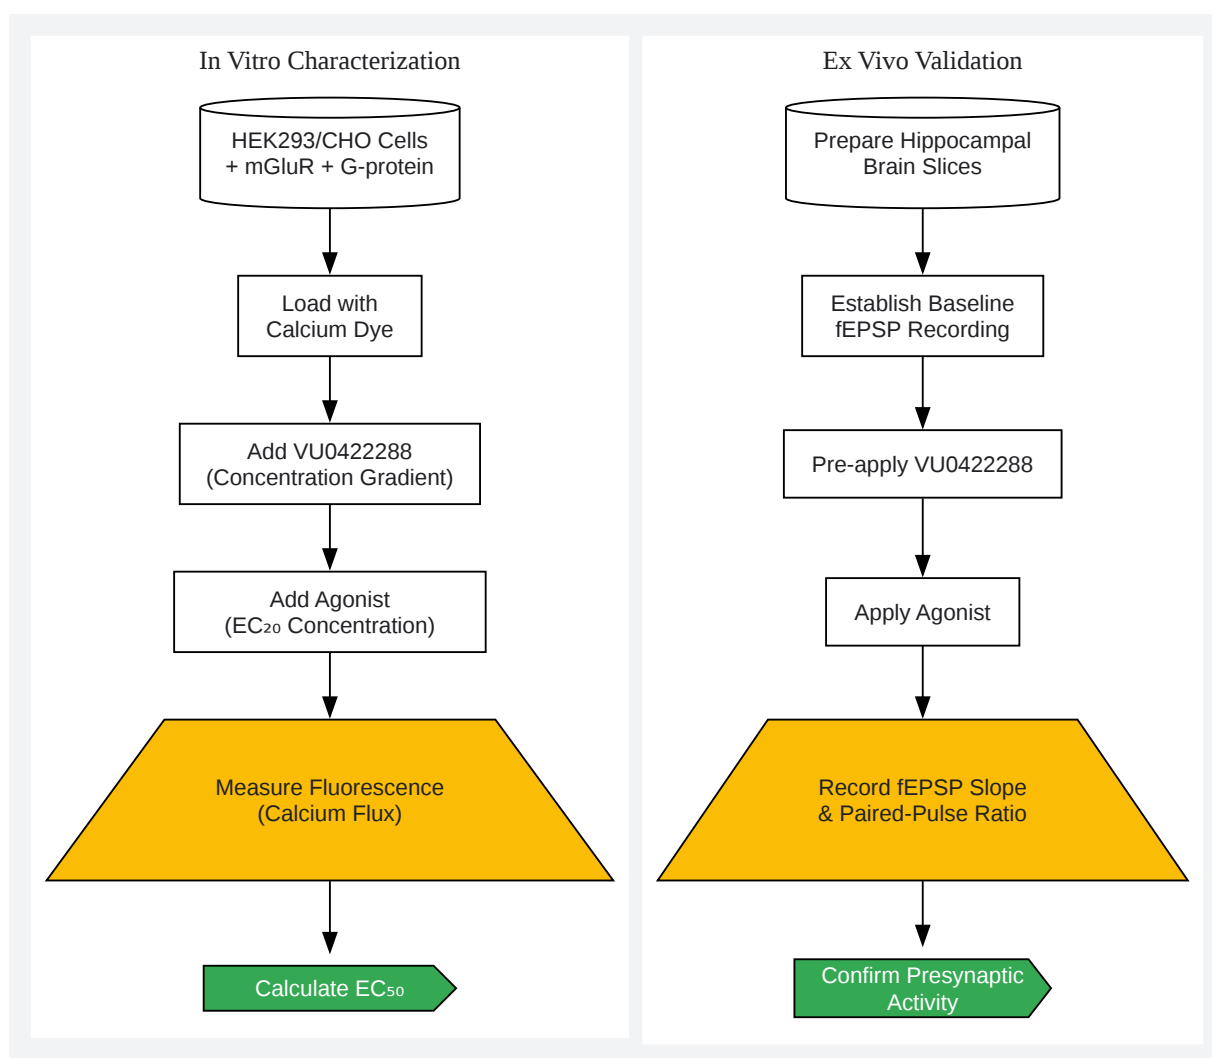 In Vitro Characterization
HEK293/CHO Cells
+ mGluR + G-protein
Load with
Calcium Dye
Add VU0422288
(Concentration Gradient)
Add Agonist
(EC₂₀ Concentration)
Measure Fluorescence
(Calcium Flux)
Calculate EC₅₀
Ex Vivo Validation
Prepare Hippocampal
Brain Slices
Establish Baseline
fEPSP Recording
Pre-apply VU0422288
Apply Agonist
Record fEPSP Slope
& Paired-Pulse Ratio
Confirm Presynaptic
Activity